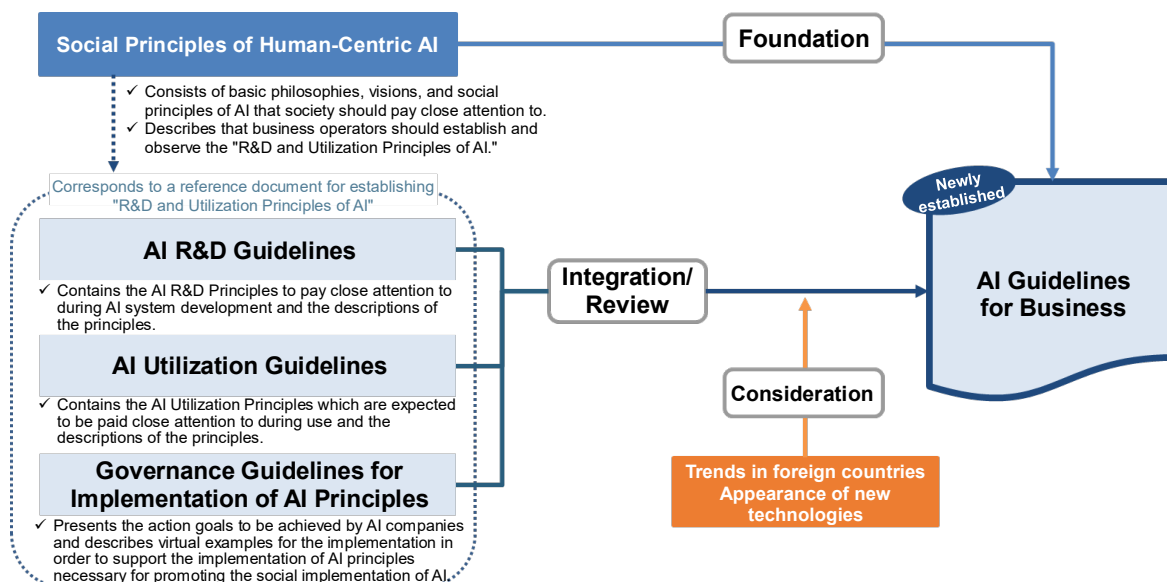 Social Principles of Human-Centric AI
Foundation
✓ Consists of basic philosophies, visions, and social
principles of AI that society should pay close attention to.
✓ Describes that business operators should establish and
observe the "R&D and Utilization Principles of AI."
Corresponds to a reference document for establishing
"R&D and Utilization Principles of AI"
AI R&D Guidelines
✓ Contains the AI R&D Principles to pay close attention to
during AI system development and the descriptions of
the principles.
AI Utilization Guidelines
✓ Contains the AI Utilization Principles which are expected
to be paid close attention to during use and the
descriptions of the principles.
Governance Guidelines for
Implementation of AI Principles
✓ Presents the action goals to be achieved by AI companies
and describes virtual examples for the implementation in
order to support the implementation of AI principles
necessary for promoting the social implementation of AI.
Integration/
Review
Consideration
Trends in foreign countries
Appearance of new
technologies
Newly
established
AI Guidelines
for Business